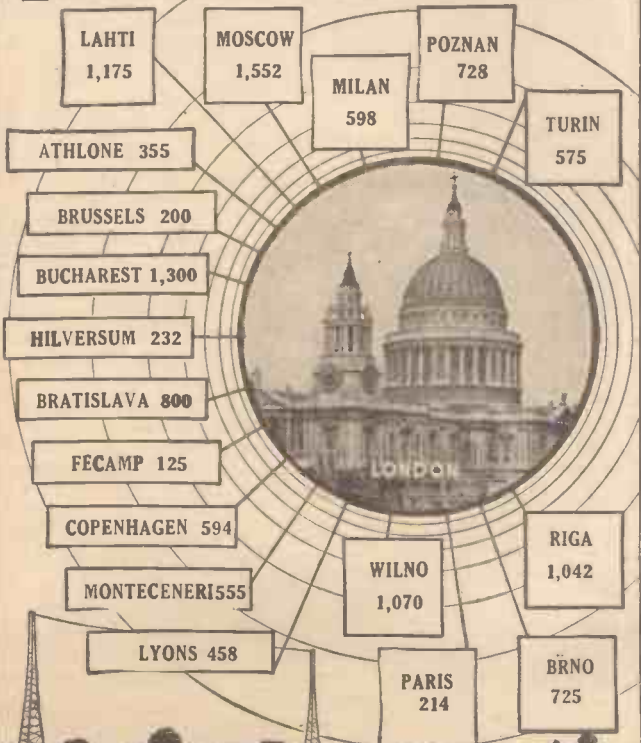 LAHTI
1,175
MOSCOW
1,552
MILAN
598
POZNAN
728
TURIN
575
ATHLONE 355
BRUSSELS 200
BUCHAREST 1,300
HILVERSUM 232
BRATISLAVA 800
FECAMP 125
COPENHAGEN 594
MONTECENERI 555
LYONS 458
LONDON
WILNO
1,070
PARIS
214
RIGA
1,042
BRNO
725